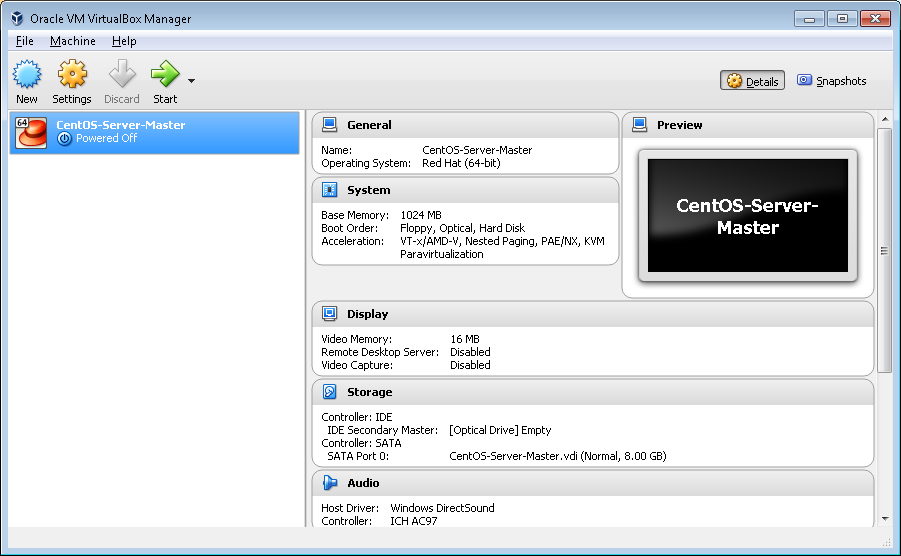 Oracle VM VirtualBox Manager
File Machine Help
New Settings Discard Start
Details Snapshots
64
CentOS-Server-Master
Powered Off
General
Name: CentOS-Server-Master
Operating System: Red Hat (64-bit)
System
Base Memory: 1024 MB
Boot Order: Floppy, Optical, Hard Disk
Acceleration: VT-x/AMD-V, Nested Paging, PAE/NX, KVM
Paravirtualization
Preview
CentOS-Server-
Master
Display
Video Memory: 16 MB
Remote Desktop Server: Disabled
Video Capture: Disabled
Storage
Controller: IDE
IDE Secondary Master: [Optical Drive] Empty
Controller: SATA
SATA Port 0: CentOS-Server-Master.vdi (Normal, 8.00 GB)
Audio
Host Driver: Windows DirectSound
Controller: ICH AC97